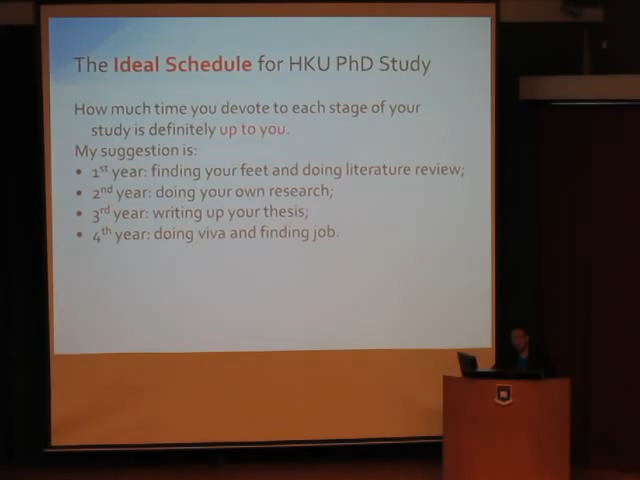 The Ideal Schedule for HKU PhD Study
How much time you devote to each stage of your
study is definitely up to you.
My suggestion is:
• 1st year: finding your feet and doing literature review;
• 2nd year: doing your own research;
• 3rd year: writing up your thesis;
• 4th year: doing viva and finding job.